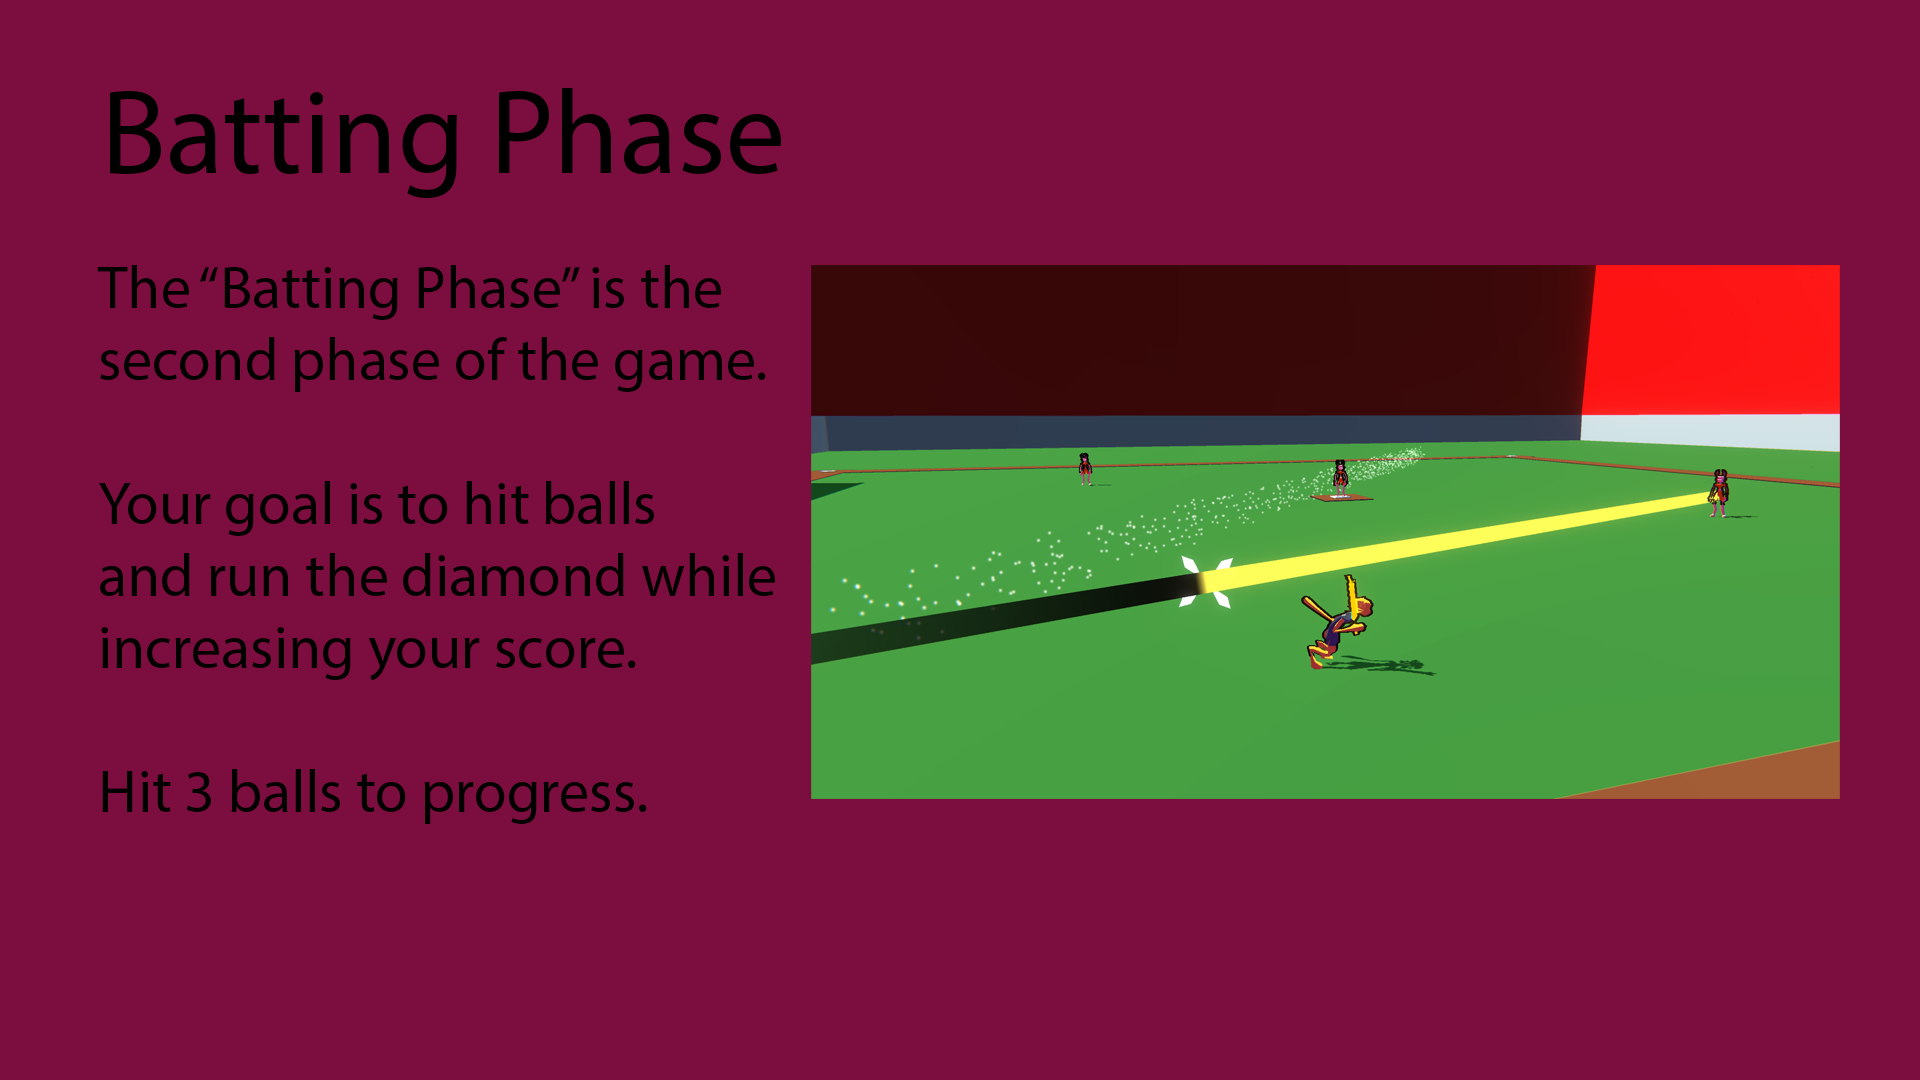 Batting Phase
The “Batting Phase” is the
second phase of the game.
Your goal is to hit balls
and run the diamond while
increasing your score.
Hit 3 balls to progress.